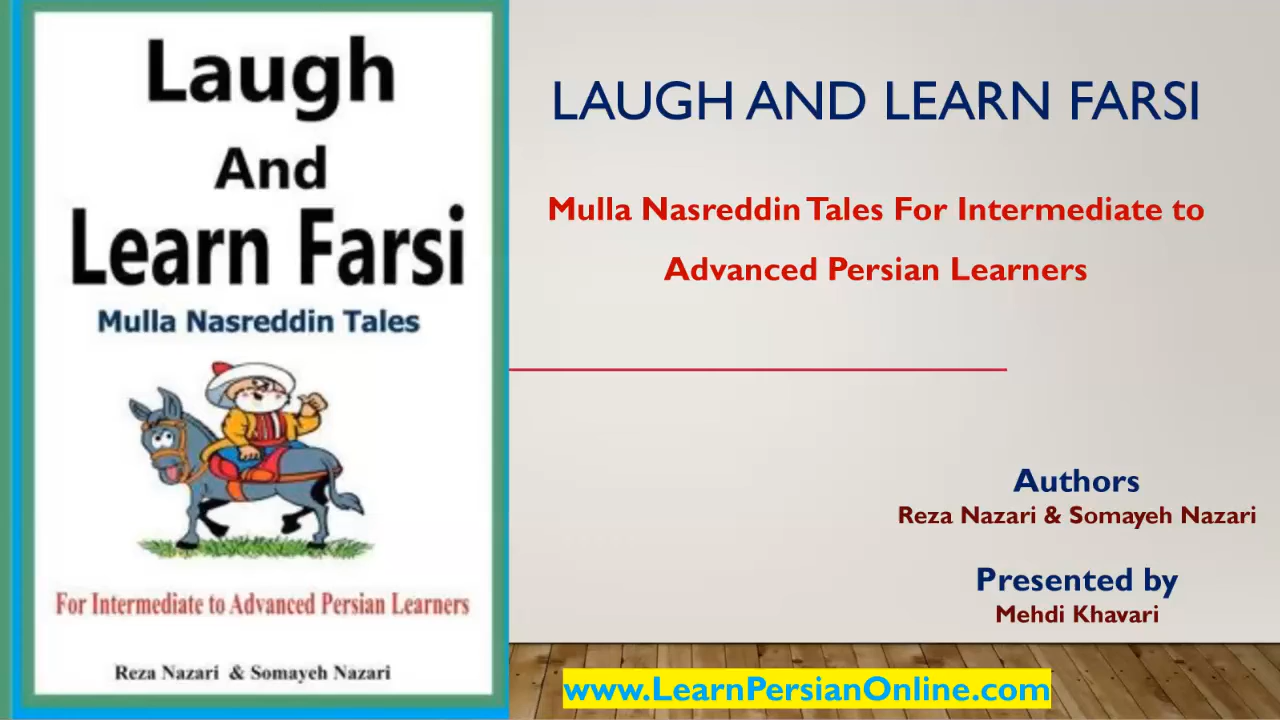 Laugh
And
Learn Farsi
Mulla Nasreddin Tales
For Intermediate to Advanced Persian Learners
Reza Nazari & Somayeh Nazari
LAUGH AND LEARN FARSI
Mulla Nasreddin Tales For Intermediate to
Advanced Persian Learners
Authors
Reza Nazari & Somayeh Nazari
Presented by
Mehdi Khavari
www.LearnPersianOnline.com